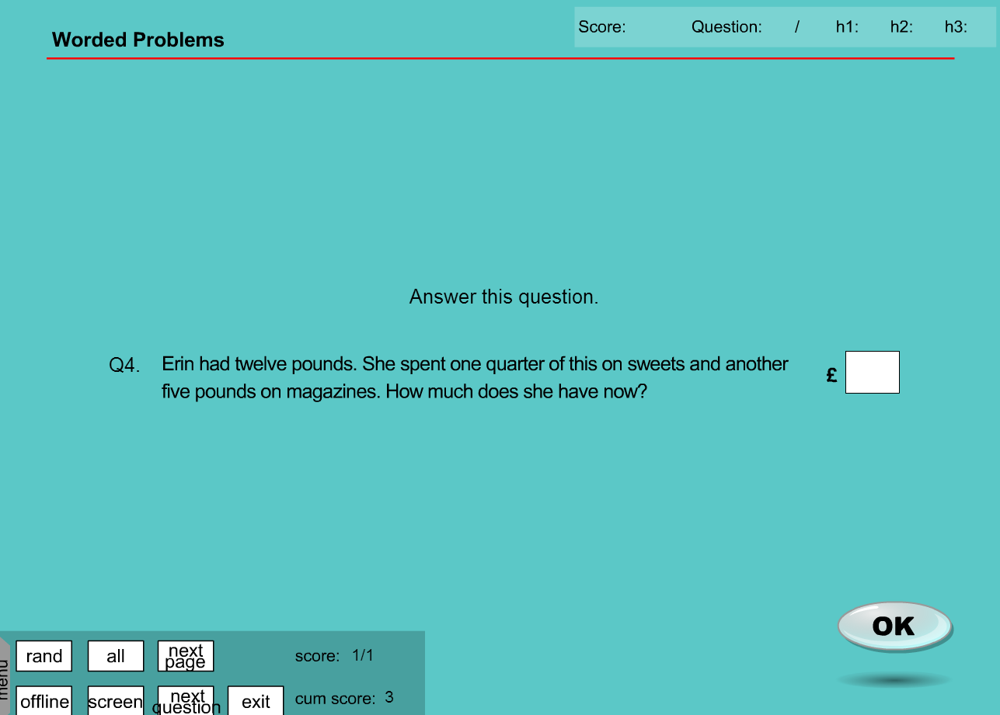 Worded Problems
Score: Question: / h1: h2: h3:
Answer this question.
Q4. Erin had twelve pounds. She spent one quarter of this on sweets and another
five pounds on magazines. How much does she have now?
£
OK
menu
rand all next page score: 1/1
offline screen next question exit cum score: 3